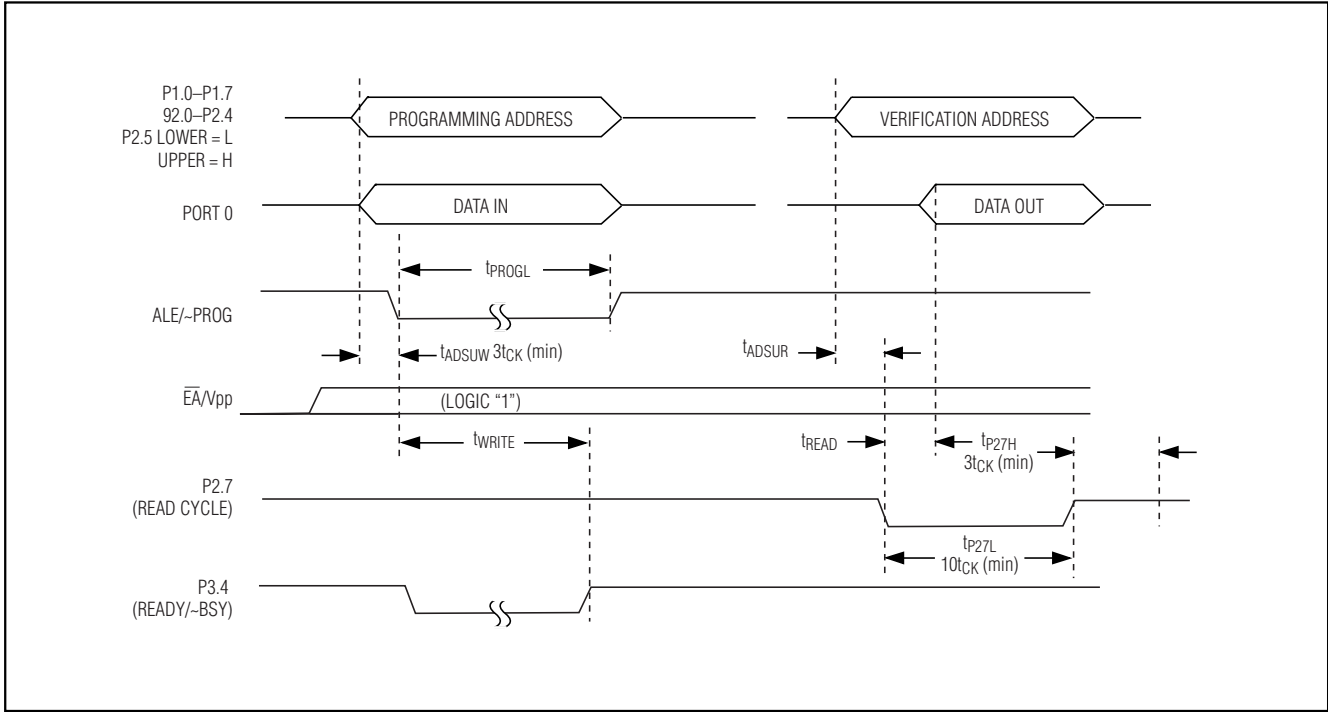 P1.0–P1.7
92.0–P2.4
P2.5 LOWER = L
UPPER = H
PROGRAMMING ADDRESS
VERIFICATION ADDRESS
PORT 0
DATA IN
DATA OUT
tPROGL
ALE/~PROG
tADSUW 3tCK (min)
tADSUR
EA/Vpp
(LOGIC “1”)
tWRITE
tREAD
tP27H
3tCK (min)
P2.7
(READ CYCLE)
tP27L
10tCK (min)
P3.4
(READY/~BSY)